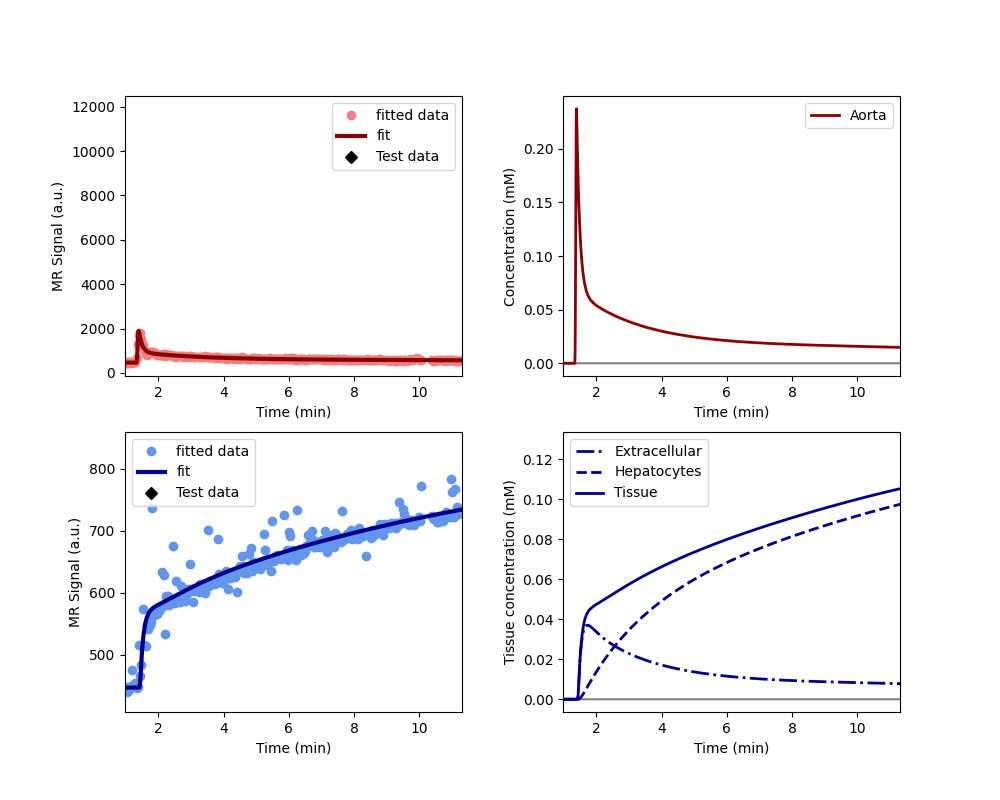 12000
10000
8000
6000
4000
2000
0
MR Signal (a.u.)
fitted data
fit
Test data
2 4 6 8 10
Time (min)
0.20
0.15
0.10
0.05
0.00
Concentration (mM)
Aorta
2 4 6 8 10
Time (min)
800
700
600
500
MR Signal (a.u.)
fitted data
fit
Test data
2 4 6 8 10
Time (min)
0.12
0.10
0.08
0.06
0.04
0.02
0.00
Tissue concentration (mM)
Extracellular
Hepatocytes
Tissue
2 4 6 8 10
Time (min)